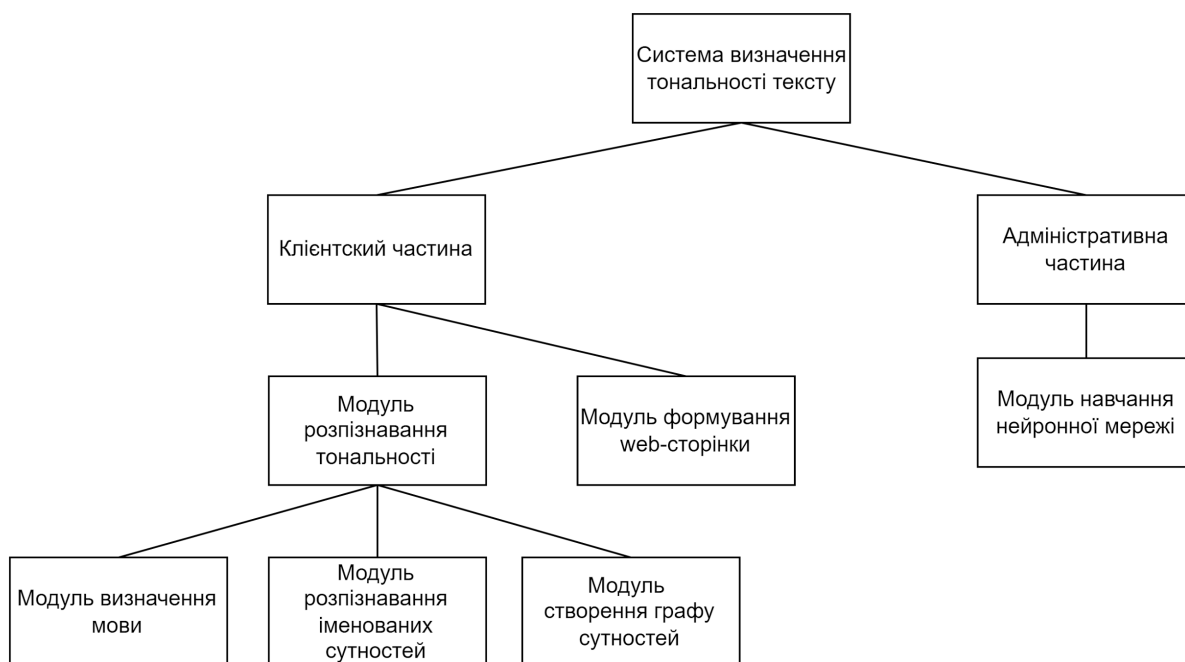 Система визначення
тональності тексту
Клієнтский частина
Адміністративна
частина
Модуль
розпізнавання
тональності
Модуль формування
web-сторінки
Модуль навчання
нейронної мережі
Модуль визначення
мови
Модуль
розпізнавання
іменованих
сутностей
Модуль
створення графу
сутностей